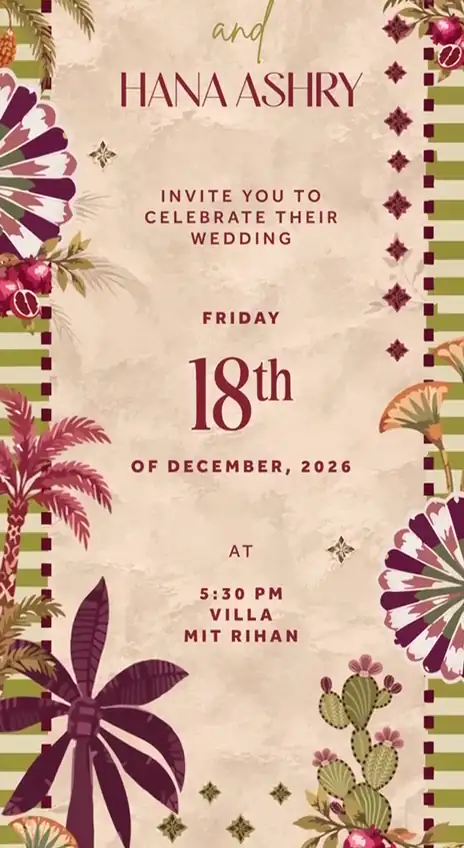 and
HANA ASHRY
INVITE YOU TO
CELEBRATE THEIR
WEDDING
FRIDAY
18th
OF DECEMBER, 2026
AT
5:30 PM
VILLA
MIT RIHAN